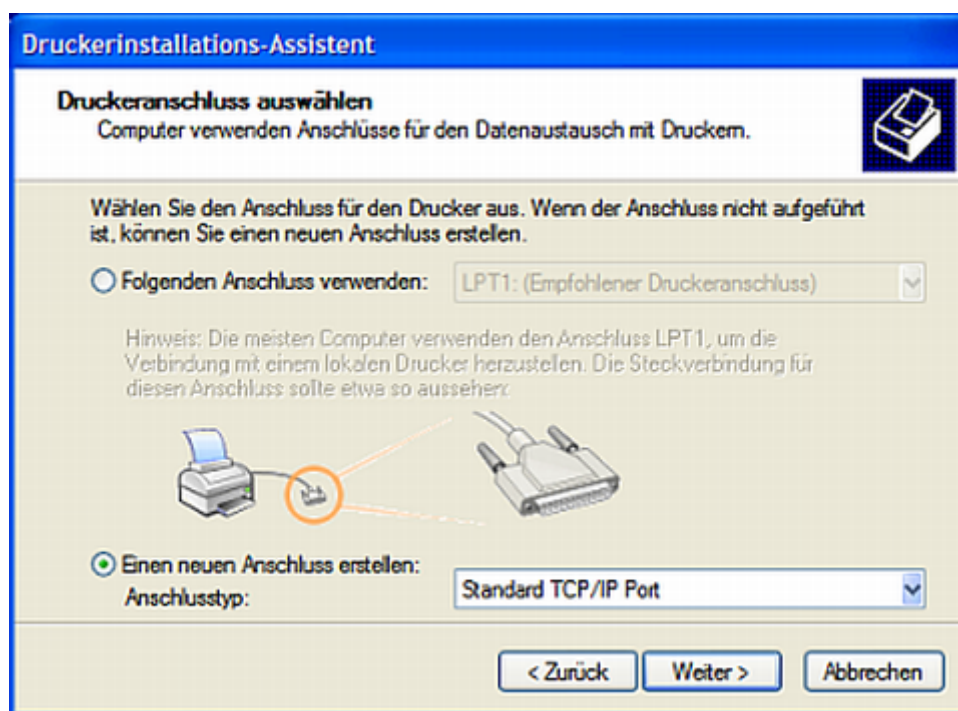 Druckerinstallations-Assistent
Druckeranschluss auswählen
Computer verwenden Anschlüsse für den Datenaustausch mit Druckern.
Wählen Sie den Anschluss für den Drucker aus. Wenn der Anschluss nicht aufgeführt
ist, können Sie einen neuen Anschluss erstellen.
Folgenden Anschluss verwenden: LPT1: (Empfohlener Druckeranschluss)
Hinweis: Die meisten Computer verwenden den Anschluss LPT1, um die
Verbindung mit einem lokalen Drucker herzustellen. Die Steckverbindung für
diesen Anschluss sollte etwa so aussehen:
Einen neuen Anschluss erstellen:
Anschlusstyp: Standard TCP/IP Port
< Zurück Weiter > Abbrechen